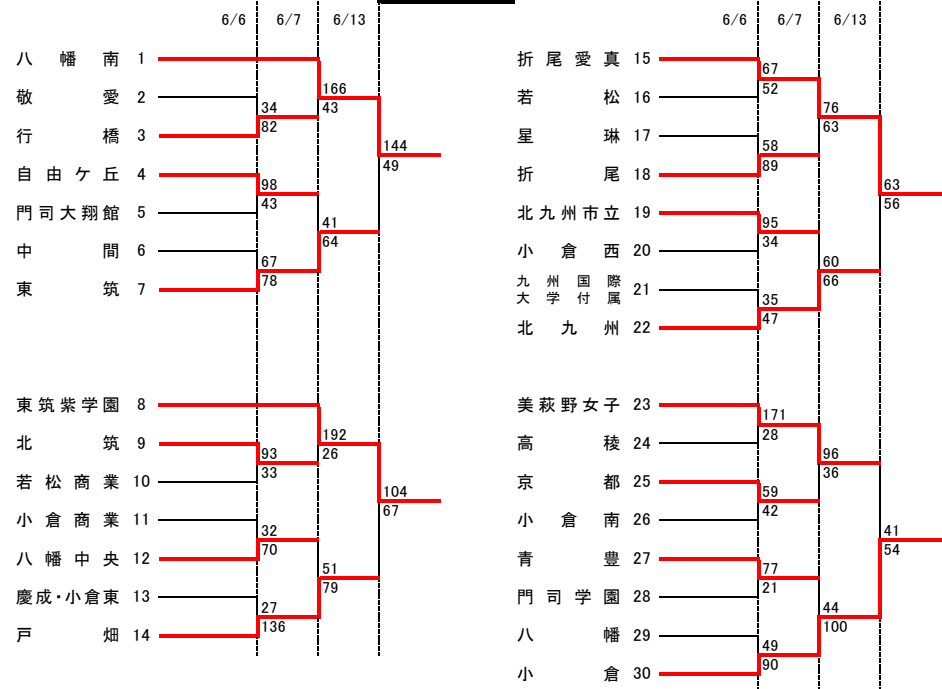 6/6 6/7 6/13
八幡南 1
166
敬愛 2
34 43
行橋 3
82
144
自由ケ丘 4
49
98
門司大翔館 5
43 41
中間 6
64
67
東筑 7
78
東筑紫学園 8
192
北筑 9
93 26
若松商業 10
33
104
小倉商業 11
67
32
八幡中央 12
70
51
慶成・小倉東 13
79
27
戸畑 14
136
6/6 6/7 6/13
折尾愛真 15
67
若松 16
52
76
星琳 17
63
58
折尾 18
89
63
北九州市立 19
56
95
小倉西 20
34
60
九州国際
大学付属 21
66
35
北九州 22
47
美萩野女子 23
171
高稜 24
28
96
京都 25
36
59
小倉南 26
42
41
青豊 27
54
77
門司学園 28
21
44
八幡 29
100
49
小倉 30
90